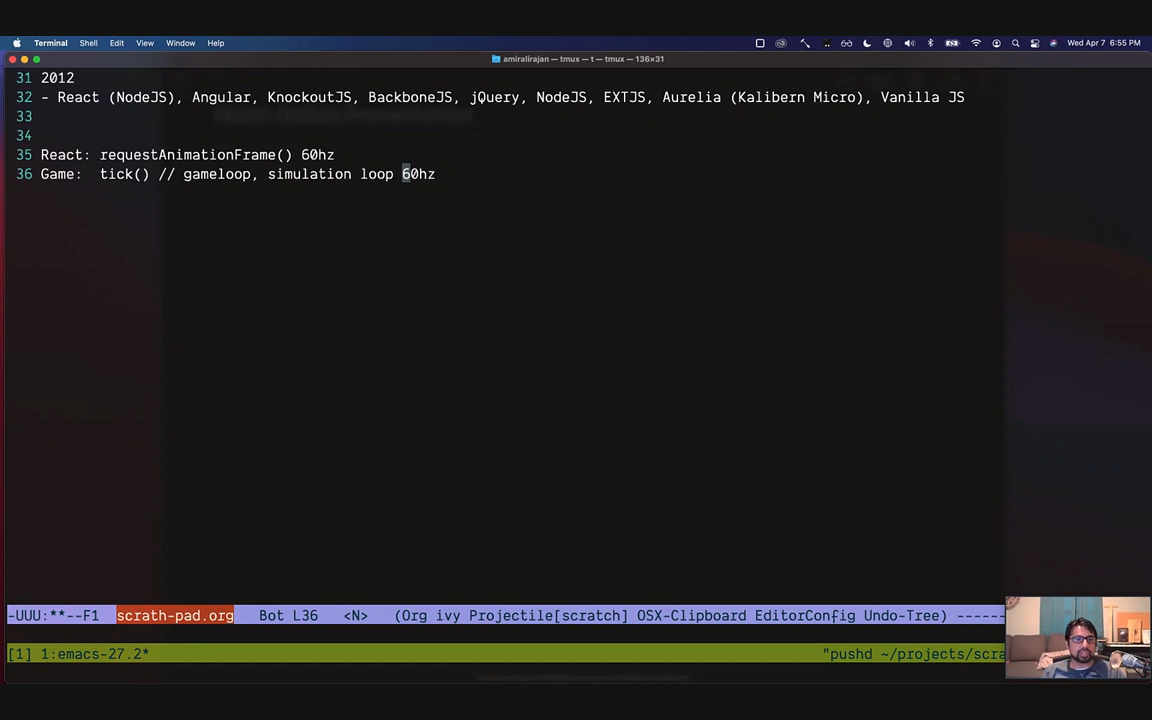 Terminal Shell Edit View Window Help Wed Apr 7 6:55 PM
amiralirajan — tmux — t — tmux — 136×31
31 2012
32 - React (NodeJS), Angular, KnockoutJS, BackboneJS, jQuery, NodeJS, EXTJS, Aurelia (Kalibern Micro), Vanilla JS
33
34
35 React: requestAnimationFrame() 60hz
36 Game: tick() // gameloop, simulation loop 60hz
-UUU:**--F1 scrath-pad.org Bot L36 <N> (Org ivy Projectile[scratch] OSX-Clipboard EditorConfig Undo-Tree) ------
[1] 1:emacs-27.2* "pushd ~/projects/scra